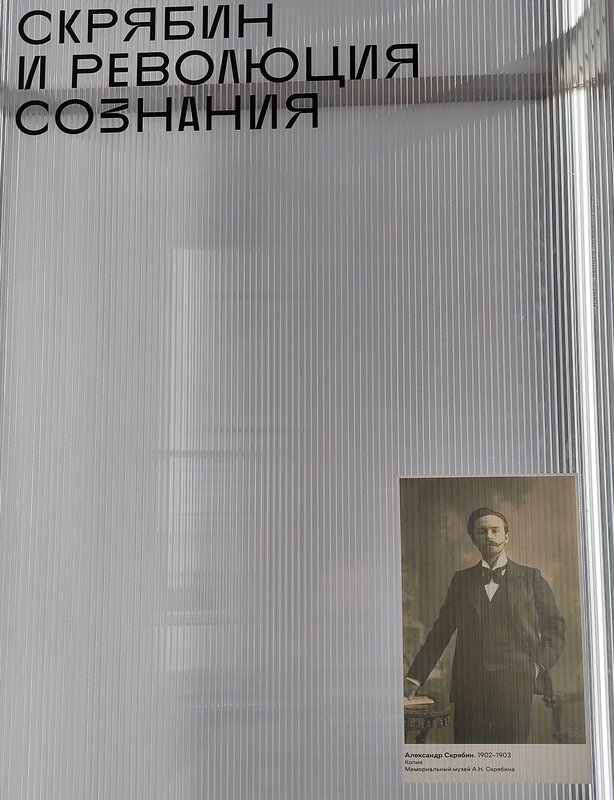 СКРЯБИН
И РЕВОЛЮЦИЯ
СОЗНАНИЯ
Александр Скрябин. 1902–1903
Копия
Мемориальный музей А.Н. Скрябина